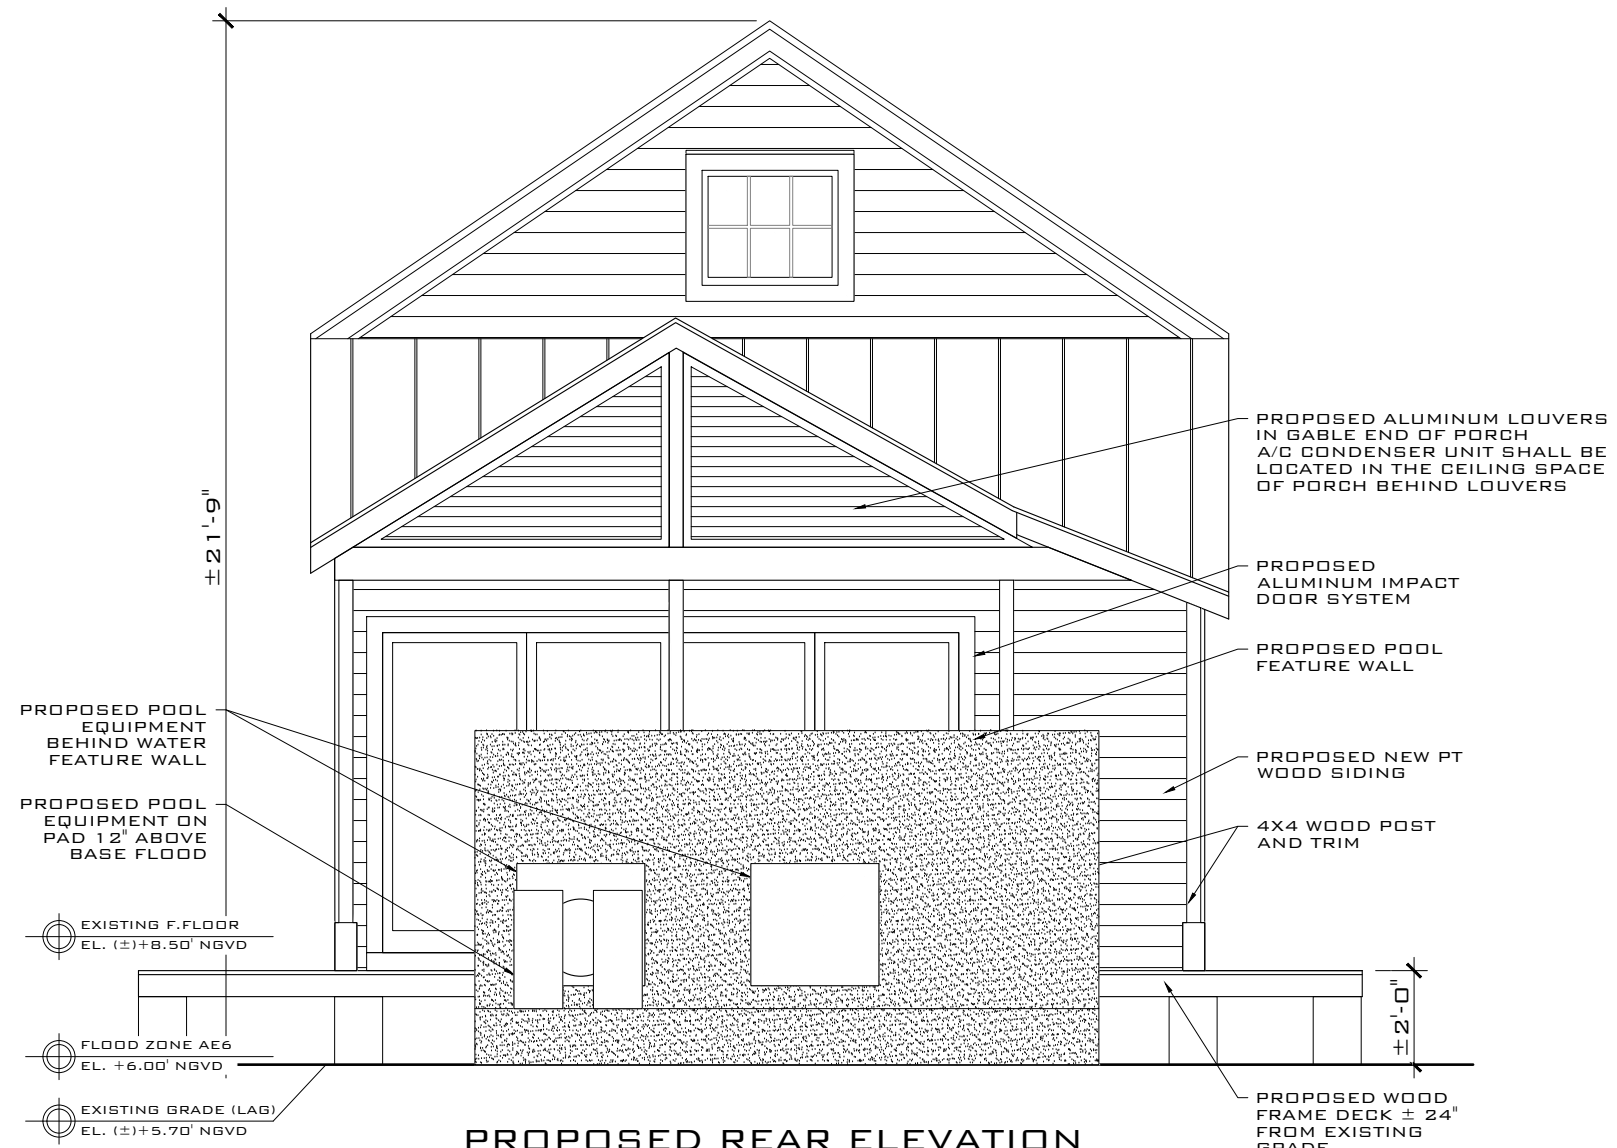 ±21'-9"
PROPOSED ALUMINUM LOUVERS
IN GABLE END OF PORCH
A/C CONDENSER UNIT SHALL BE
LOCATED IN THE CEILING SPACE
OF PORCH BEHIND LOUVERS
PROPOSED
ALUMINUM IMPACT
DOOR SYSTEM
PROPOSED POOL
FEATURE WALL
PROPOSED NEW PT
WOOD SIDING
4X4 WOOD POST
AND TRIM
PROPOSED POOL
EQUIPMENT
BEHIND WATER
FEATURE WALL
PROPOSED POOL
EQUIPMENT ON
PAD 12" ABOVE
BASE FLOOD
EXISTING F.FLOOR
EL. (±)+8.50' NGVD
FLOOD ZONE AE6
EL. +6.00' NGVD
EXISTING GRADE (LAG)
EL. (±)+5.70' NGVD
±2'-0"
PROPOSED WOOD
FRAME DECK ± 24"
FROM EXISTING
GRADE
PROPOSED REAR ELEVATION